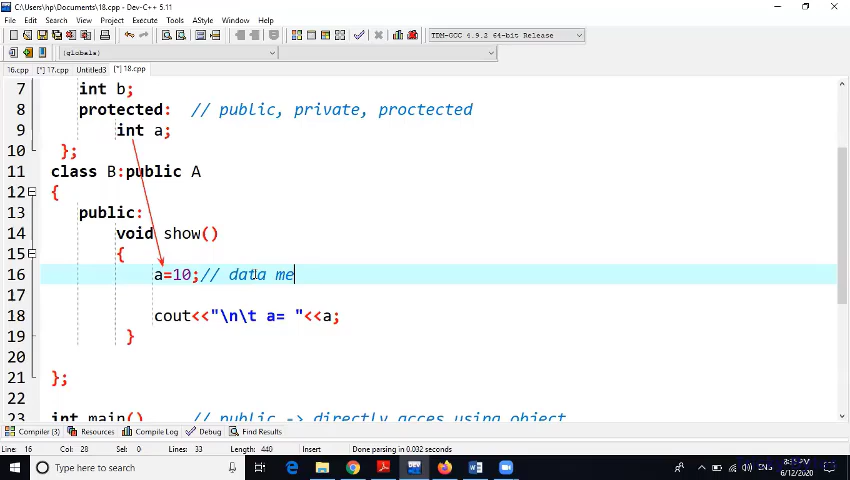 C:\Users\hp\Documents\18.cpp - Dev-C++ 5.11
File Edit Search View Project Execute Tools AStyle Window Help
TDM-GCC 4.9.2 64-bit Release
(globals)
16.cpp [*] 17.cpp Untitled3 [*] 18.cpp
7 int b;
8 protected: // public, private, proctected
9 int a;
10 };
11 class B:public A
12 {
13 public:
14 void show()
15 {
16 a=10;// data me
17
18 cout<<"\n\t a= "<<a;
19 }
20
21 };
22
23 int main() // public -> directly acces using object
Compiler (3) Resources Compile Log Debug Find Results
Line: 16 Col: 28 Sel: 0 Lines: 33 Length: 440 Insert Done parsing in 0.032 seconds
Type here to search
ENG
8:35 PM
6/12/2020